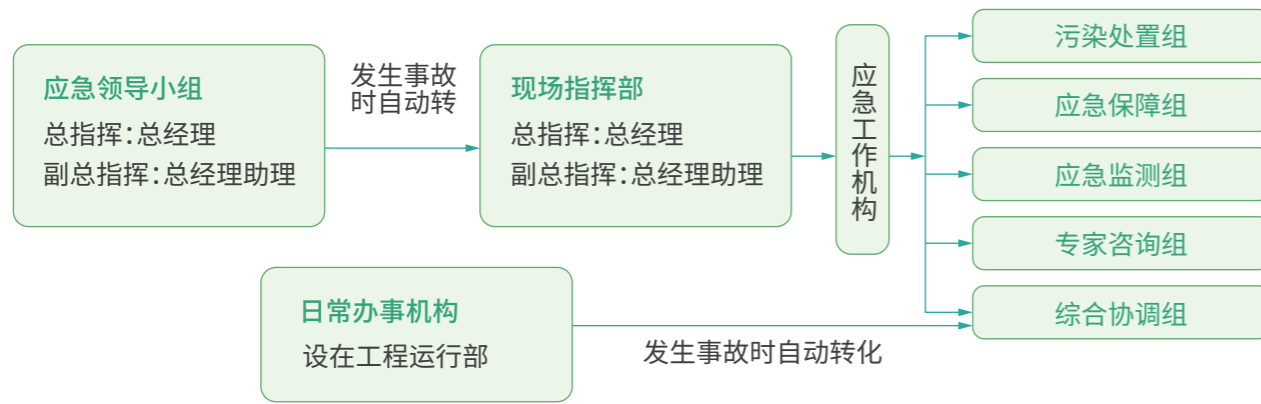 应急领导小组
总指挥:总经理
副总指挥:总经理助理
发生事故
时自动转
现场指挥部
总指挥:总经理
副总指挥:总经理助理
应急工作机构
污染处置组
应急保障组
应急监测组
专家咨询组
综合协调组
日常办事机构
设在工程运行部
发生事故时自动转化